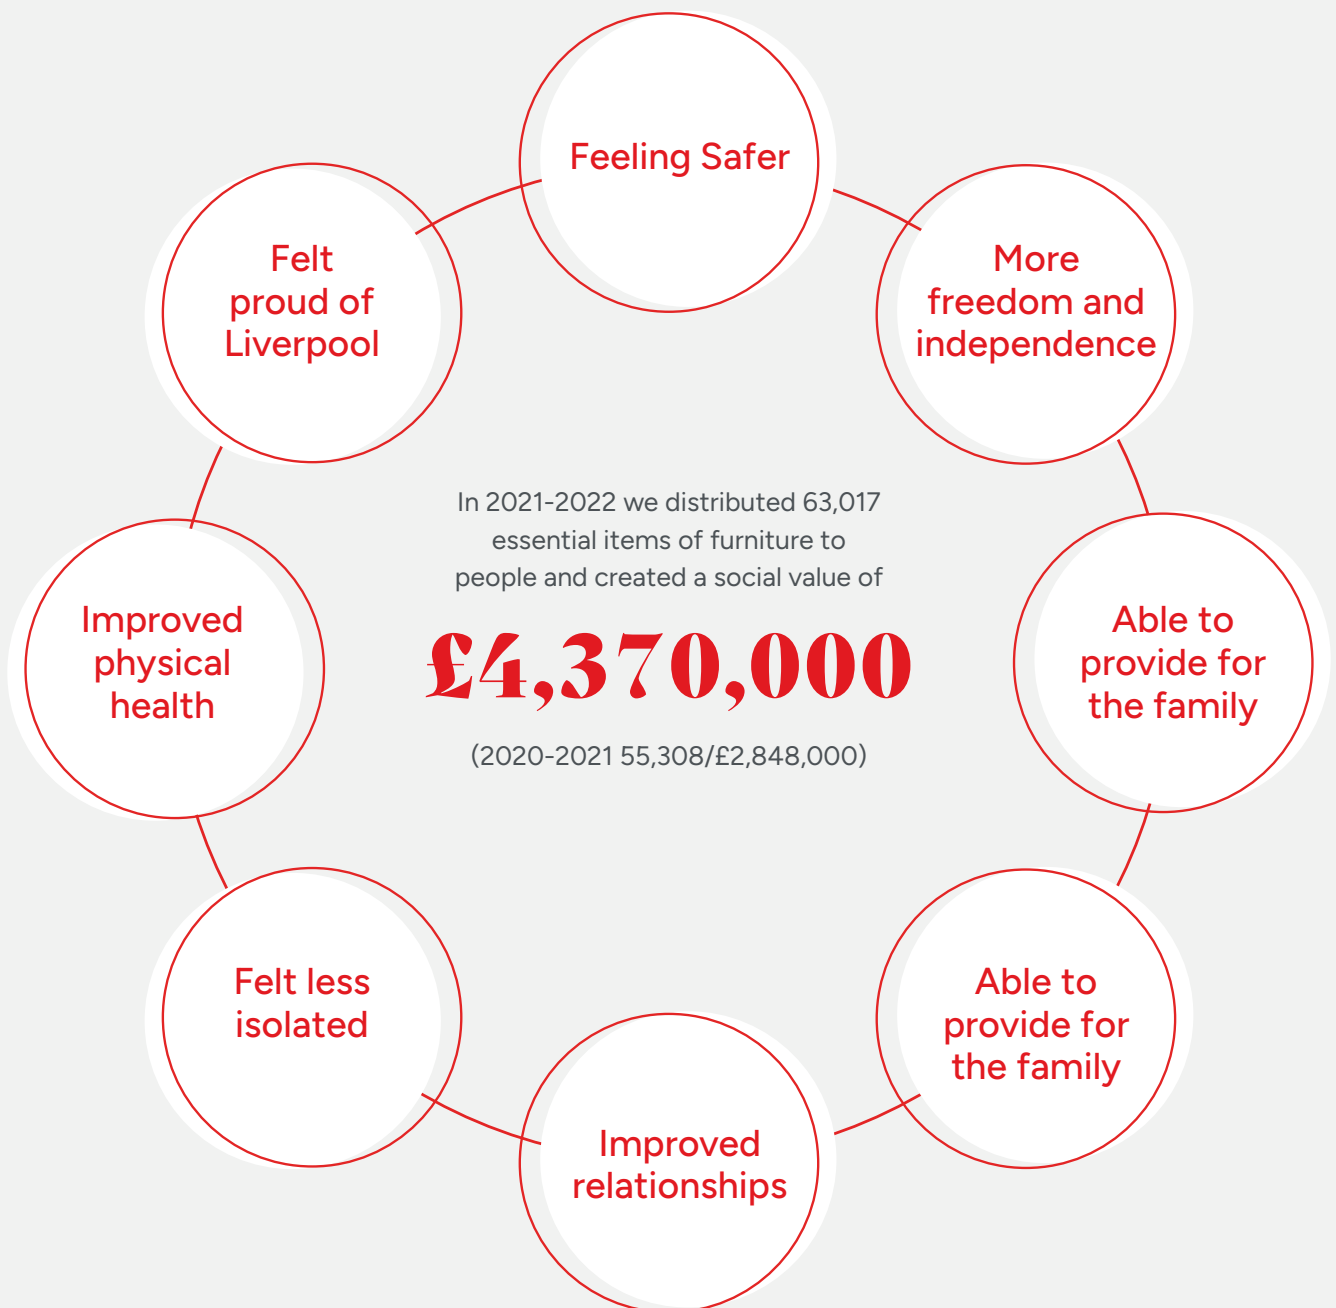 Feeling Safer
More
freedom and
independence
Able to
provide for
the family
Able to
provide for
the family
Improved
relationships
Felt less
isolated
Improved
physical
health
Felt
proud of
Liverpool
In 2021-2022 we distributed 63,017
essential items of furniture to
people and created a social value of
£4,370,000
(2020-2021 55,308/£2,848,000)